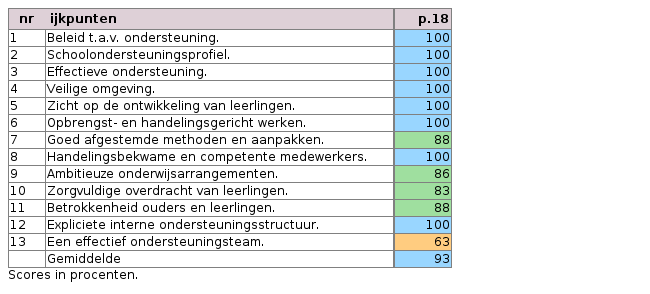 nr ijkpunten p.18
1 Beleid t.a.v. ondersteuning. 100
2 Schoolondersteuningsprofiel. 100
3 Effectieve ondersteuning. 100
4 Veilige omgeving. 100
5 Zicht op de ontwikkeling van leerlingen. 100
6 Opbrengst- en handelingsgericht werken. 100
7 Goed afgestemde methoden en aanpakken. 88
8 Handelingsbekwame en competente medewerkers. 100
9 Ambitieuze onderwijsarrangementen. 86
10 Zorgvuldige overdracht van leerlingen. 83
11 Betrokkenheid ouders en leerlingen. 88
12 Expliciete interne ondersteuningsstructuur. 100
13 Een effectief ondersteuningsteam. 63
Gemiddelde 93
Scores in procenten.